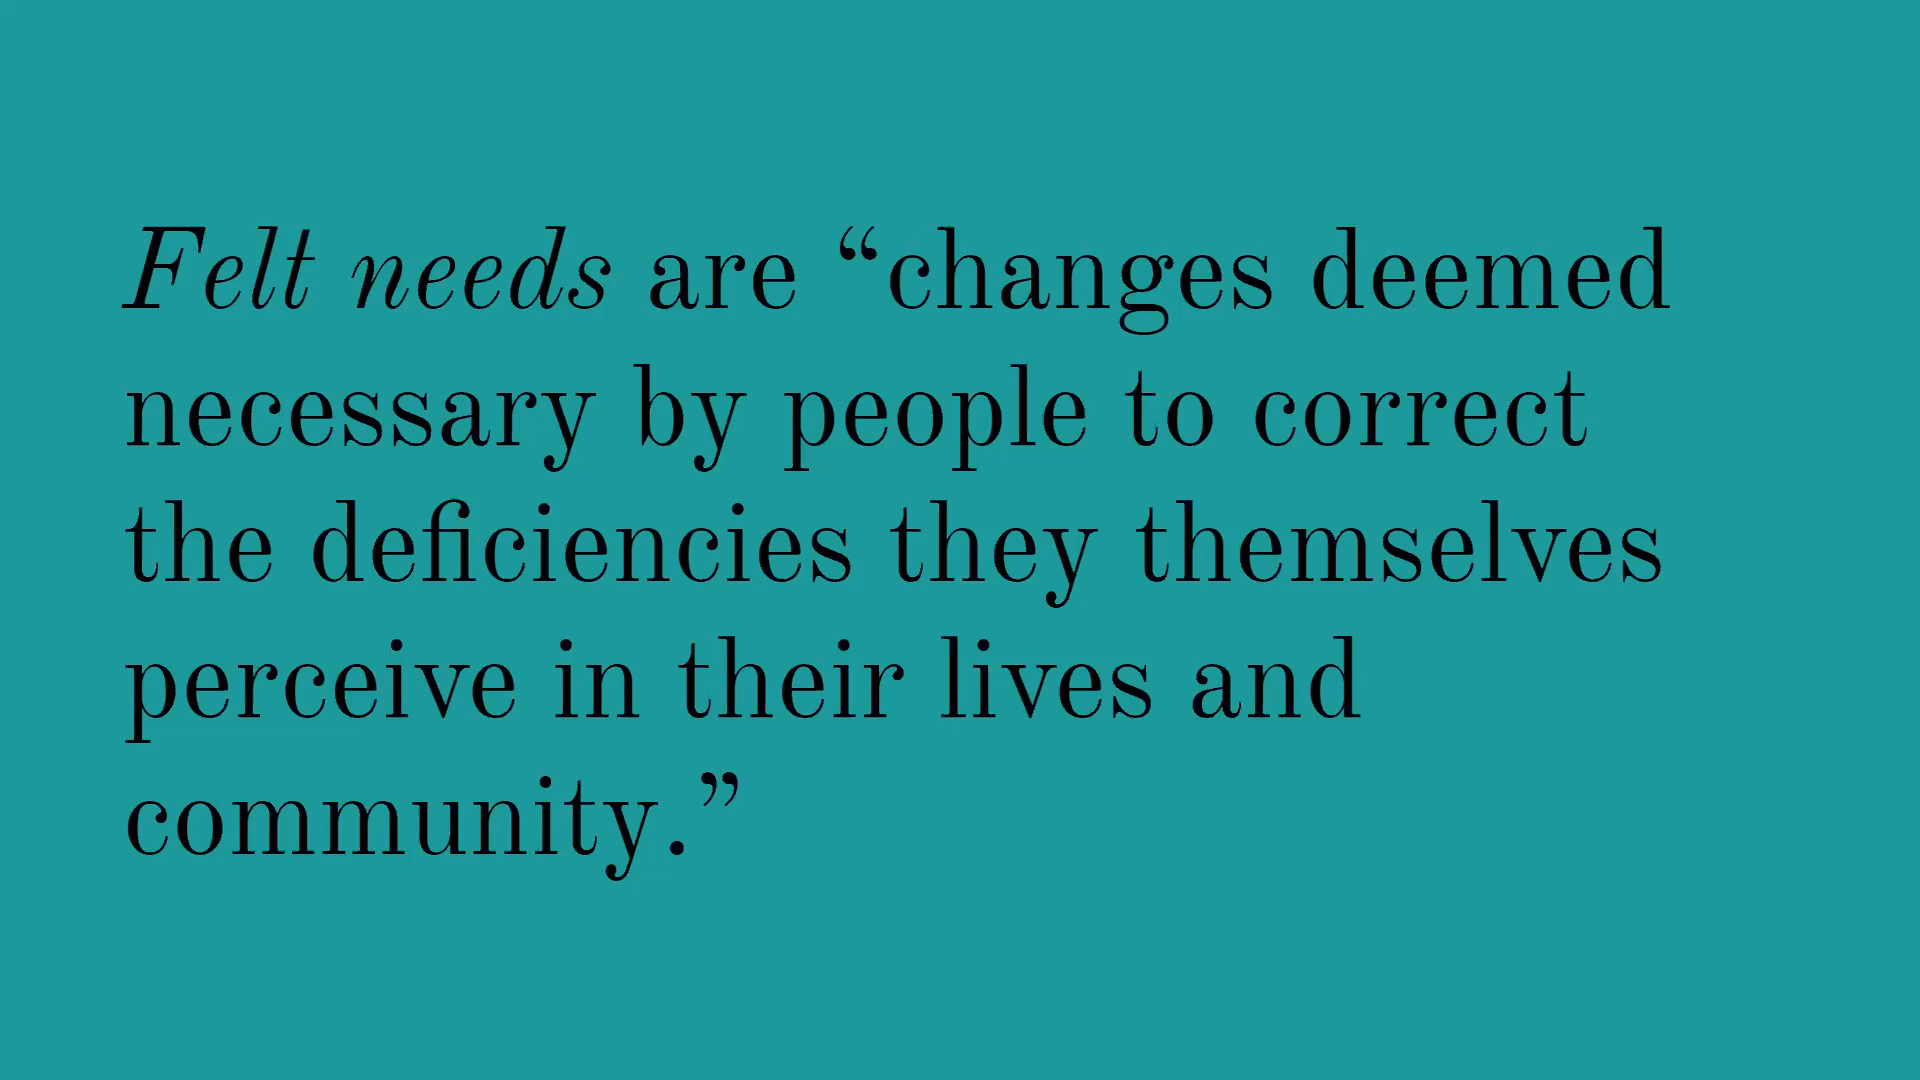 Felt needs are “changes deemed
necessary by people to correct
the deficiencies they themselves
perceive in their lives and
community.”